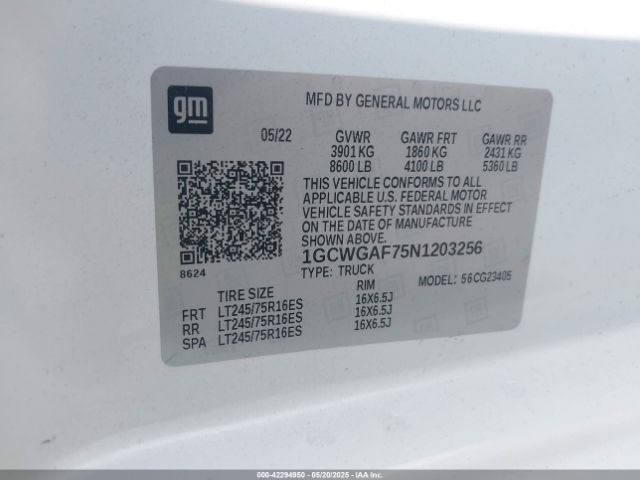 gm
MFD BY GENERAL MOTORS LLC
05/22 GVWR GAWR FRT GAWR RR
3901 KG 1860 KG 2431 KG
8600 LB 4100 LB 5360 LB
THIS VEHICLE CONFORMS TO ALL
APPLICABLE U.S. FEDERAL MOTOR
VEHICLE SAFETY STANDARDS IN EFFECT
ON THE DATE OF MANUFACTURE
SHOWN ABOVE.
1GCWGAF75N1203256
8624
TYPE: TRUCK MODEL: 56CG23405
TIRE SIZE RIM
FRT LT245/75R16ES 16X6.5J
RR LT245/75R16ES 16X6.5J
SPA LT245/75R16ES 16X6.5J
000-42294950 - 05/20/2025 - IAAI.COM